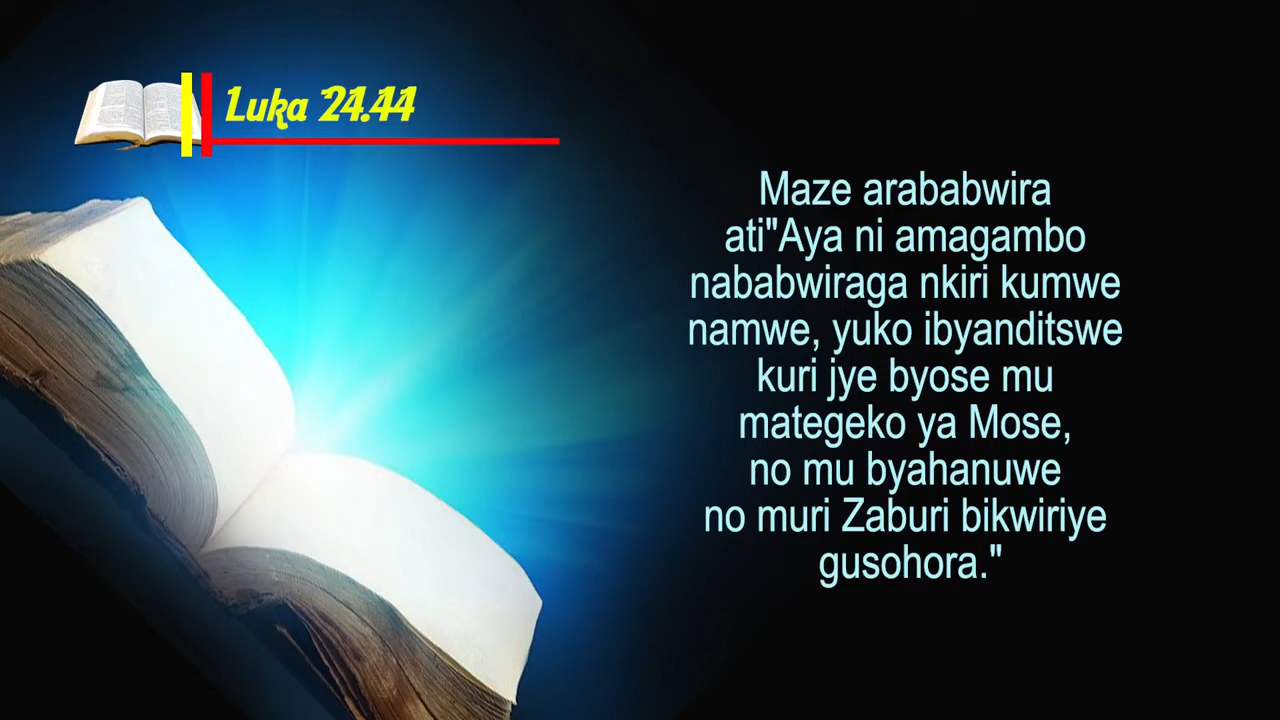 Luka 24.44
Maze arababwira
ati"Aya ni amagambo
nababwiraga nkiri kumwe
namwe, yuko ibyanditswe
kuri jye byose mu
mategeko ya Mose,
no mu byahanuwe
no muri Zaburi bikwiriye
gusohora."